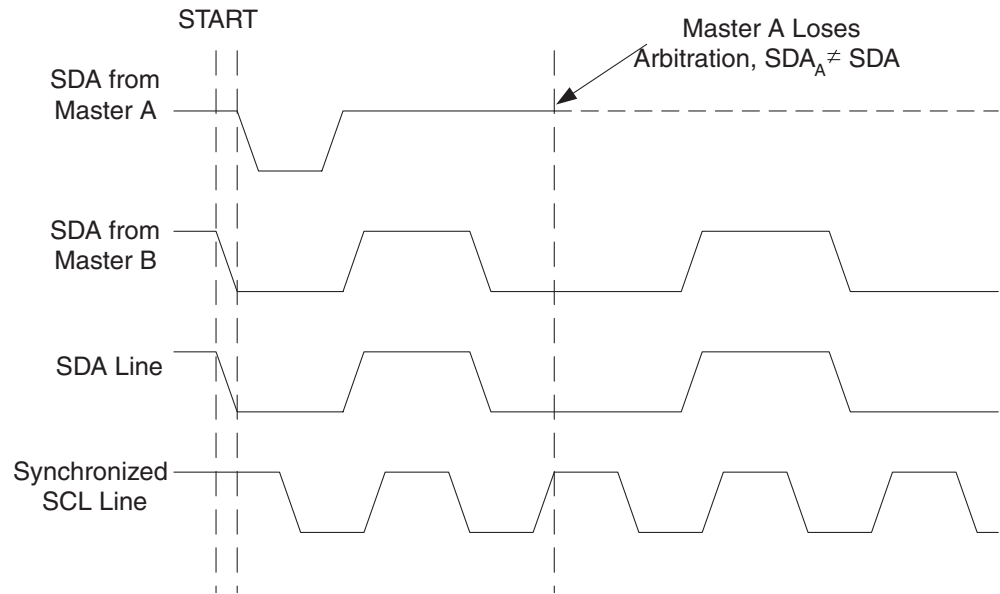 START
Master A Loses
Arbitration, SDA_A ≠ SDA
SDA from
Master A
SDA from
Master B
SDA Line
Synchronized
SCL Line